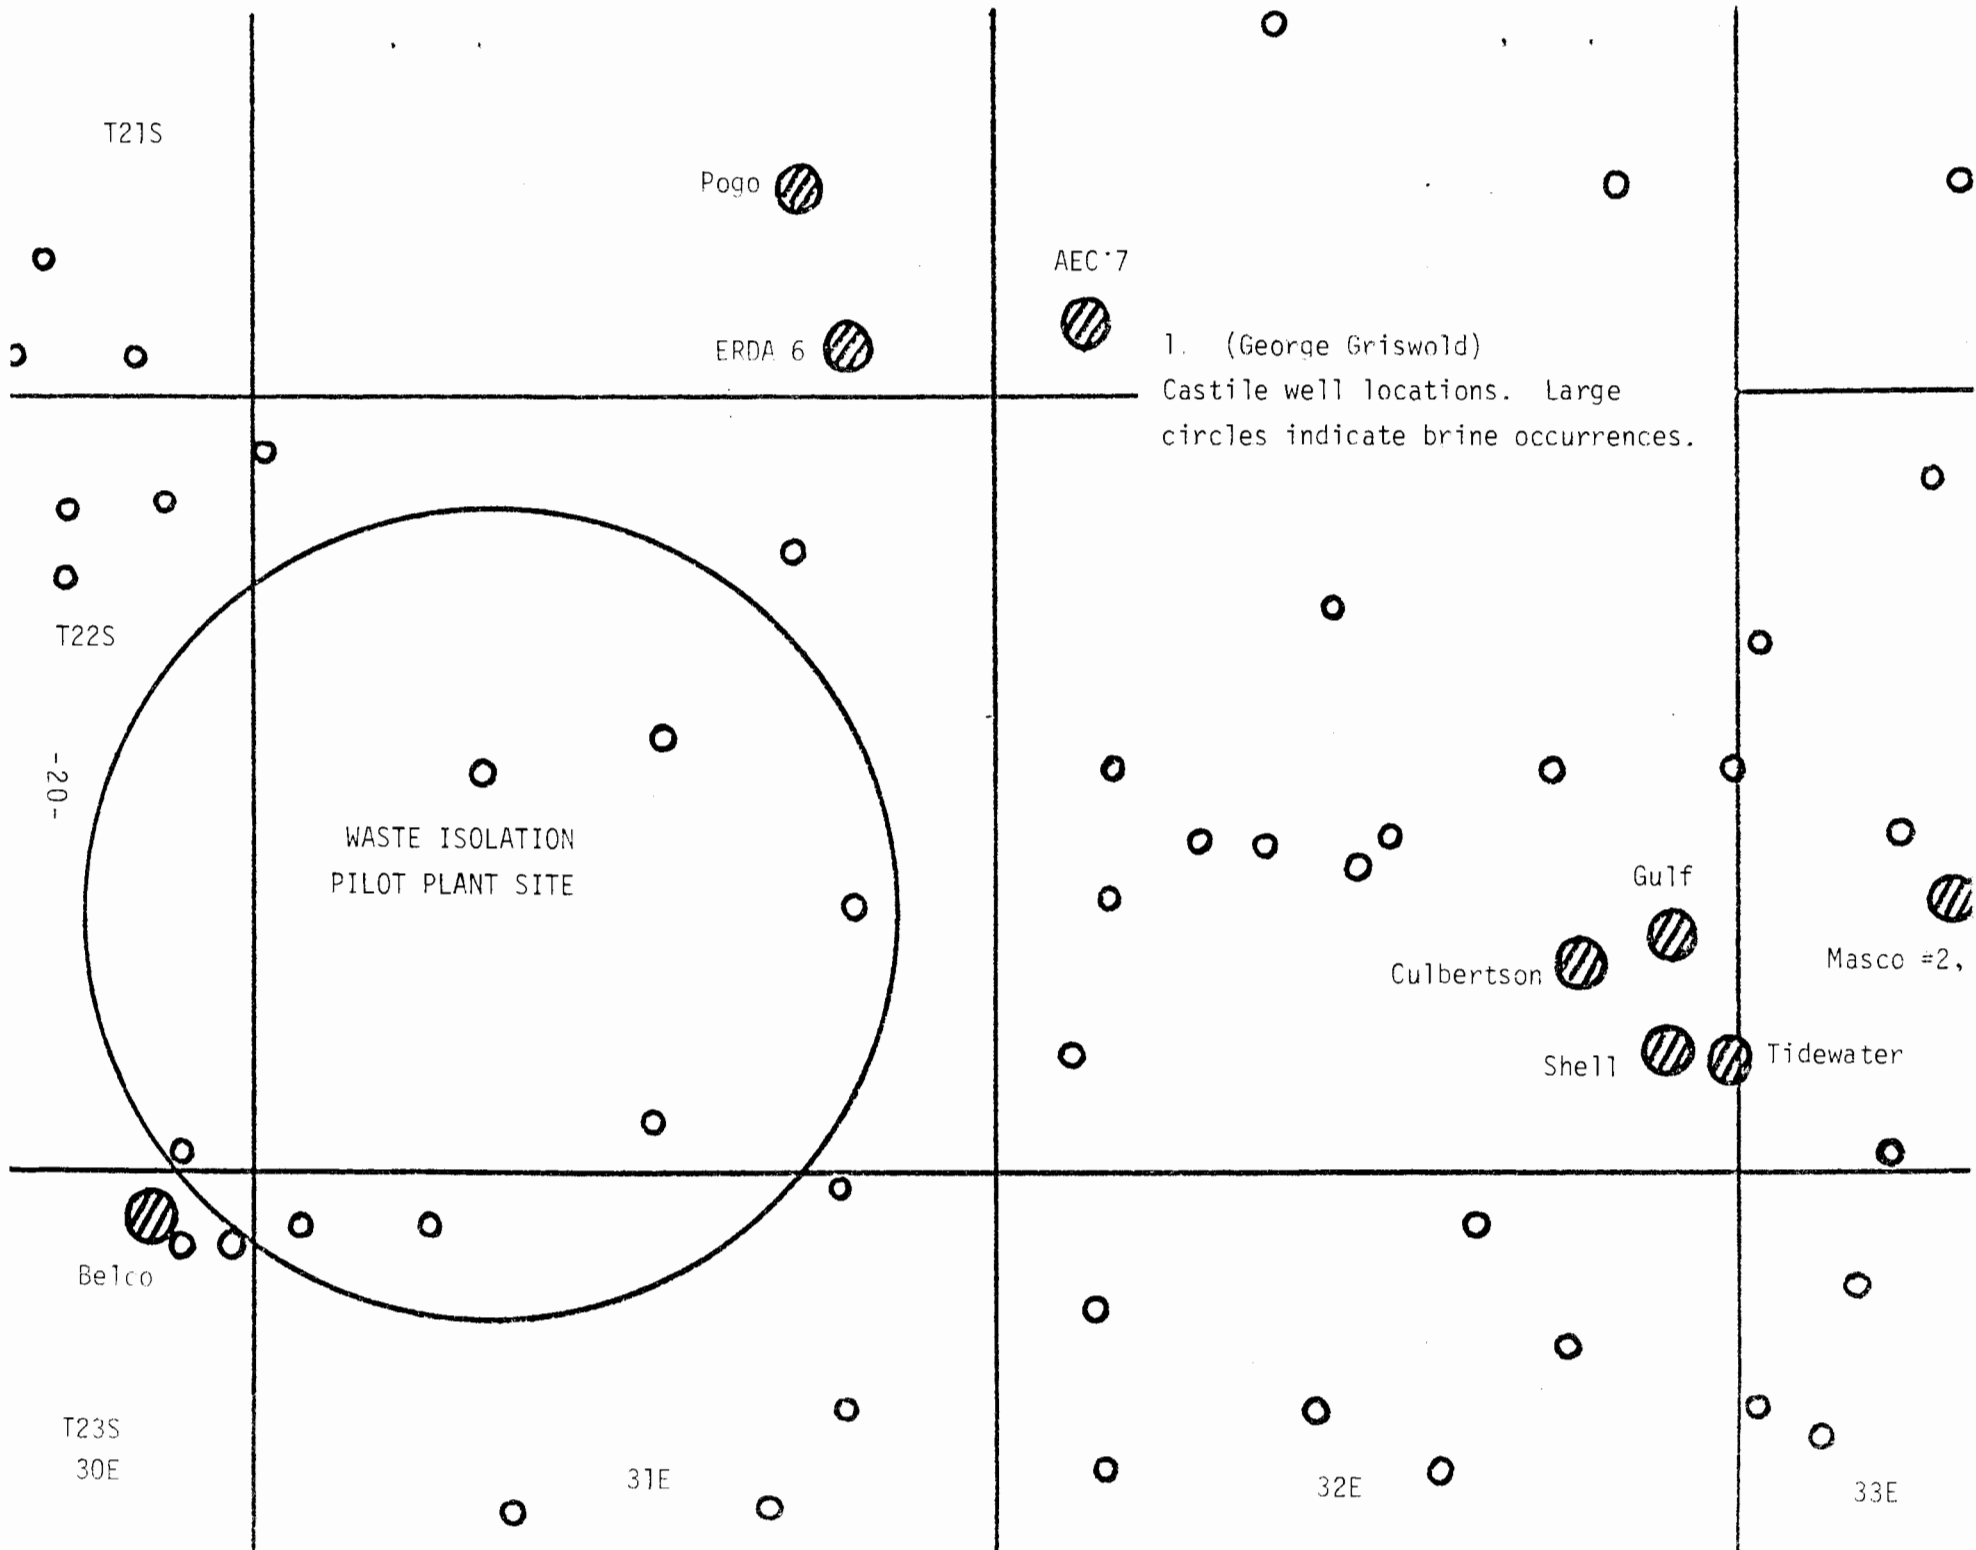 T21S
Pogo
AEC 7
ERDA 6
1. (George Griswold)
Castile well locations. Large
circles indicate brine occurrences.
T22S
-20-
WASTE ISOLATION
PILOT PLANT SITE
Gulf
Culbertson
Masco #2,
Shell
Tidewater
Belco
T23S
30E
31E
32E
33E